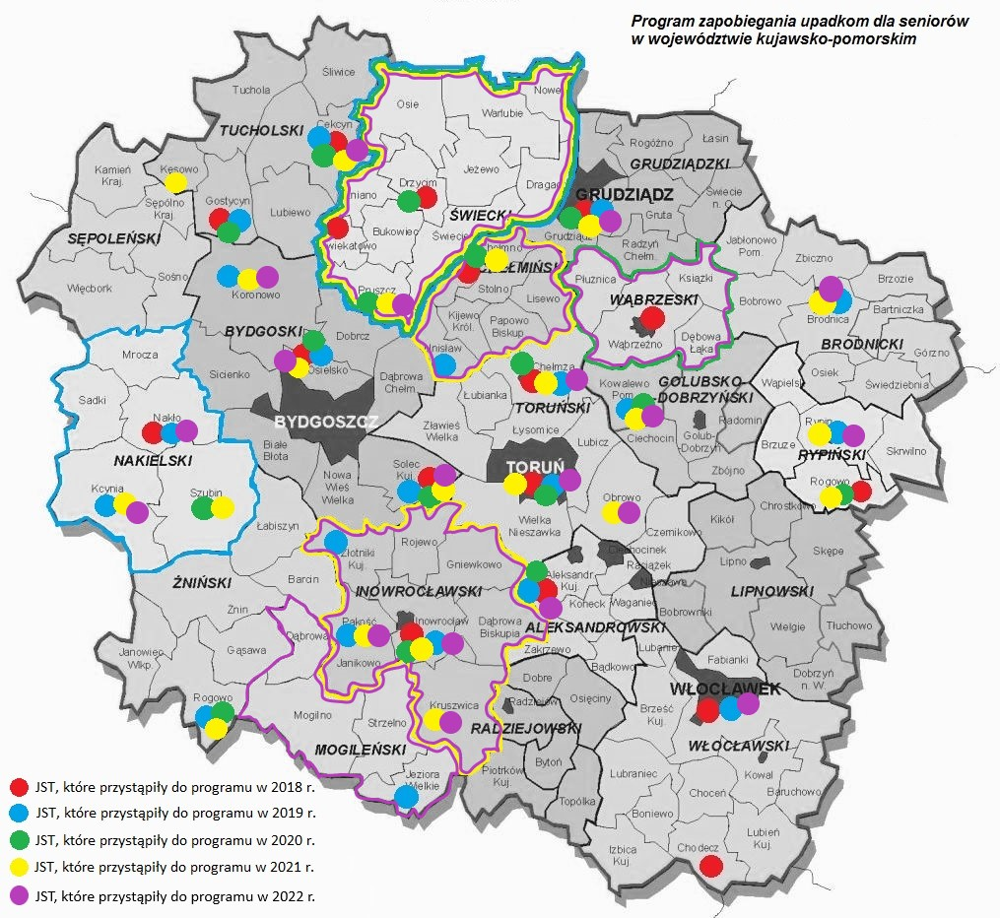 Program zapobiegania upadkom dla seniorów
w województwie kujawsko-pomorskim
Śliwice
Tuchola
TUCHOLSKI
Cekcyn
Osie
Nowe
Warlubie
Kamień
Kraj.
Kęsowo
Sępólno
Kraj.
Gostycyn
Lubiewo
SĘPOLEŃSKI
Sośno
Więcbork
Drzycim
Jeżewo
Bukowiec
ŚWIECKI
Pruszcz
Rogóźno
Łasin
GRUDZIĄDZKI
GRUDZIĄDZ
Świecie
n. O.
Gruta
Grudziądz
Radzyń
Chełm.
Stolno
Lisewo
Kijewo
Król.
Papowo
Biskup
Unisław
Płużnica
Książki
WĄBRZESKI
Wąbrzeźno
Dębowa
Łąka
Jabłonowo
Pom.
Zbiczno
Bobrowo
Brzozie
Bartniczka
Brodnica
BRODNICKI
Górzno
Osiek
Świedziebnia
Wąpielsk
Koronowo
BYDGOSKI
Dobrcz
Osielsko
Sicienko
Dąbrowa
Chełm.
BYDGOSZCZ
Białe
Błota
Nowa
Wieś
Wielka
Solec
Kuj.
Mrocza
Sadki
Nakło
NAKIELSKI
Kcynia
Szubin
Chełmża
Łubianka
TORUŃSKI
Zławieś
Wielka
Łysomice
Lubicz
TORUŃ
Wielka
Nieszawka
Obrowo
Czernikowo
Kowalewo
Pom.
GOLUBSKO
-DOBRZYŃSKI
Ciechocin
Golub-
Dobrzyń
Radomin
Zbójno
Rypin
RYPIŃSKI
Brzuze
Skrwilno
Rogowo
Kikół
Chrostkowo
Skępe
Lipno
LIPNOWSKI
Bobrowniki
Wielgie
Tłuchowo
Dobrzyń
n. W.
Łabiszyn
Barcin
ŻNIŃSKI
Żnin
Gąsawa
Janowiec
Wlkp.
Rogowo
Dąbrowa
Złotniki
Kuj.
Rojewo
Gniewkowo
INOWROCŁAWSKI
Pakość
Inowrocław
Dąbrowa
Biskupia
Janikowo
Kruszwica
Mogilno
Strzelno
MOGILEŃSKI
Jeziora
Wielkie
Ciechocinek
Raciążek
Nieszawa
Aleksandr.
Kuj.
Koneck
Waganiec
ALEKSANDROWSKI
Zakrzewo
Bądkowo
Dobre
Radziejów
Osięciny
RADZIEJOWSKI
Piotrków
Kuj.
Bytoń
Topólka
Lubanie
Fabianki
WŁOCŁAWEK
Brześć
Kuj.
WŁOCŁAWSKI
Lubraniec
Kowal
Choceń
Baruchowo
Boniewo
Lubień
Kuj.
Izbica
Kuj.
Chodecz
JST, które przystąpiły do programu w 2018 r.
JST, które przystąpiły do programu w 2019 r.
JST, które przystąpiły do programu w 2020 r.
JST, które przystąpiły do programu w 2021 r.
JST, które przystąpiły do programu w 2022 r.